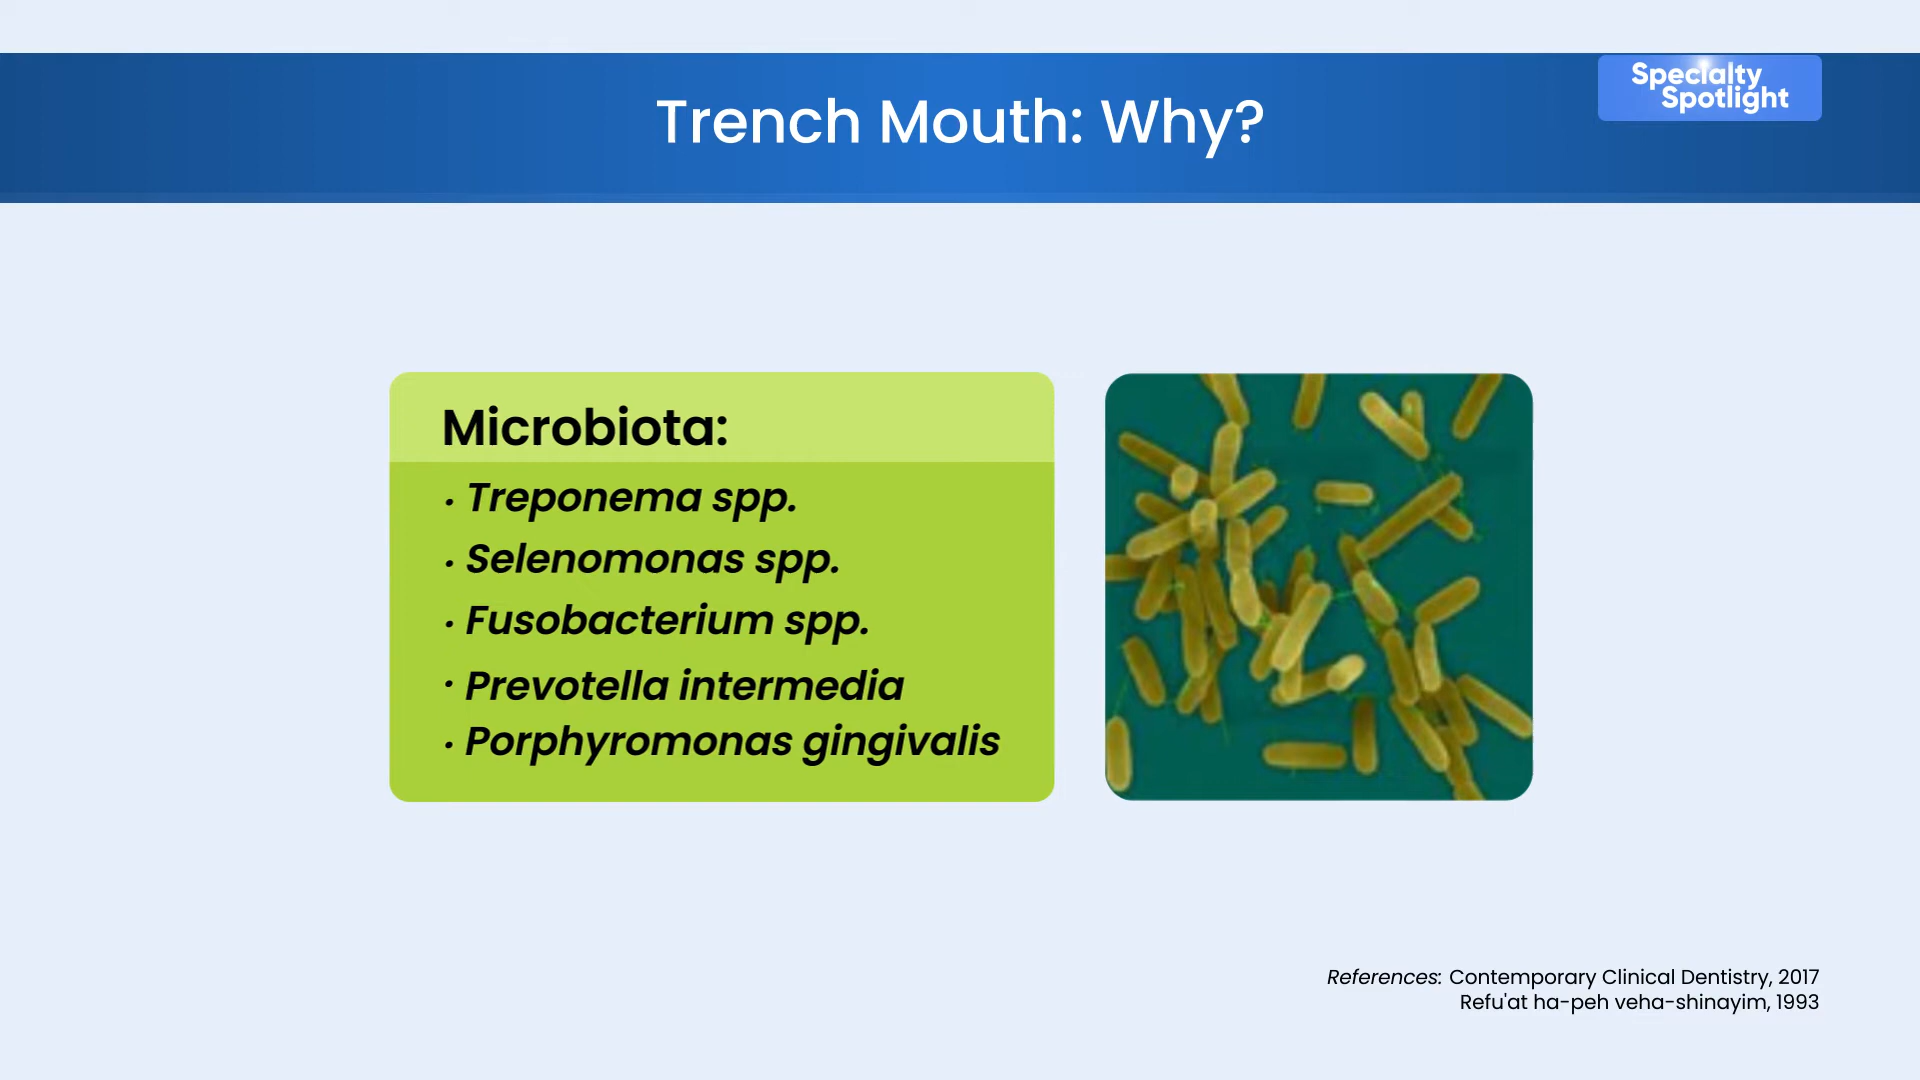 Trench Mouth: Why?
Specialty
Spotlight
Microbiota:
• Treponema spp.
• Selenomonas spp.
• Fusobacterium spp.
• Prevotella intermedia
• Porphyromonas gingivalis
References: Contemporary Clinical Dentistry, 2017
Refu'at ha-peh veha-shinayim, 1993